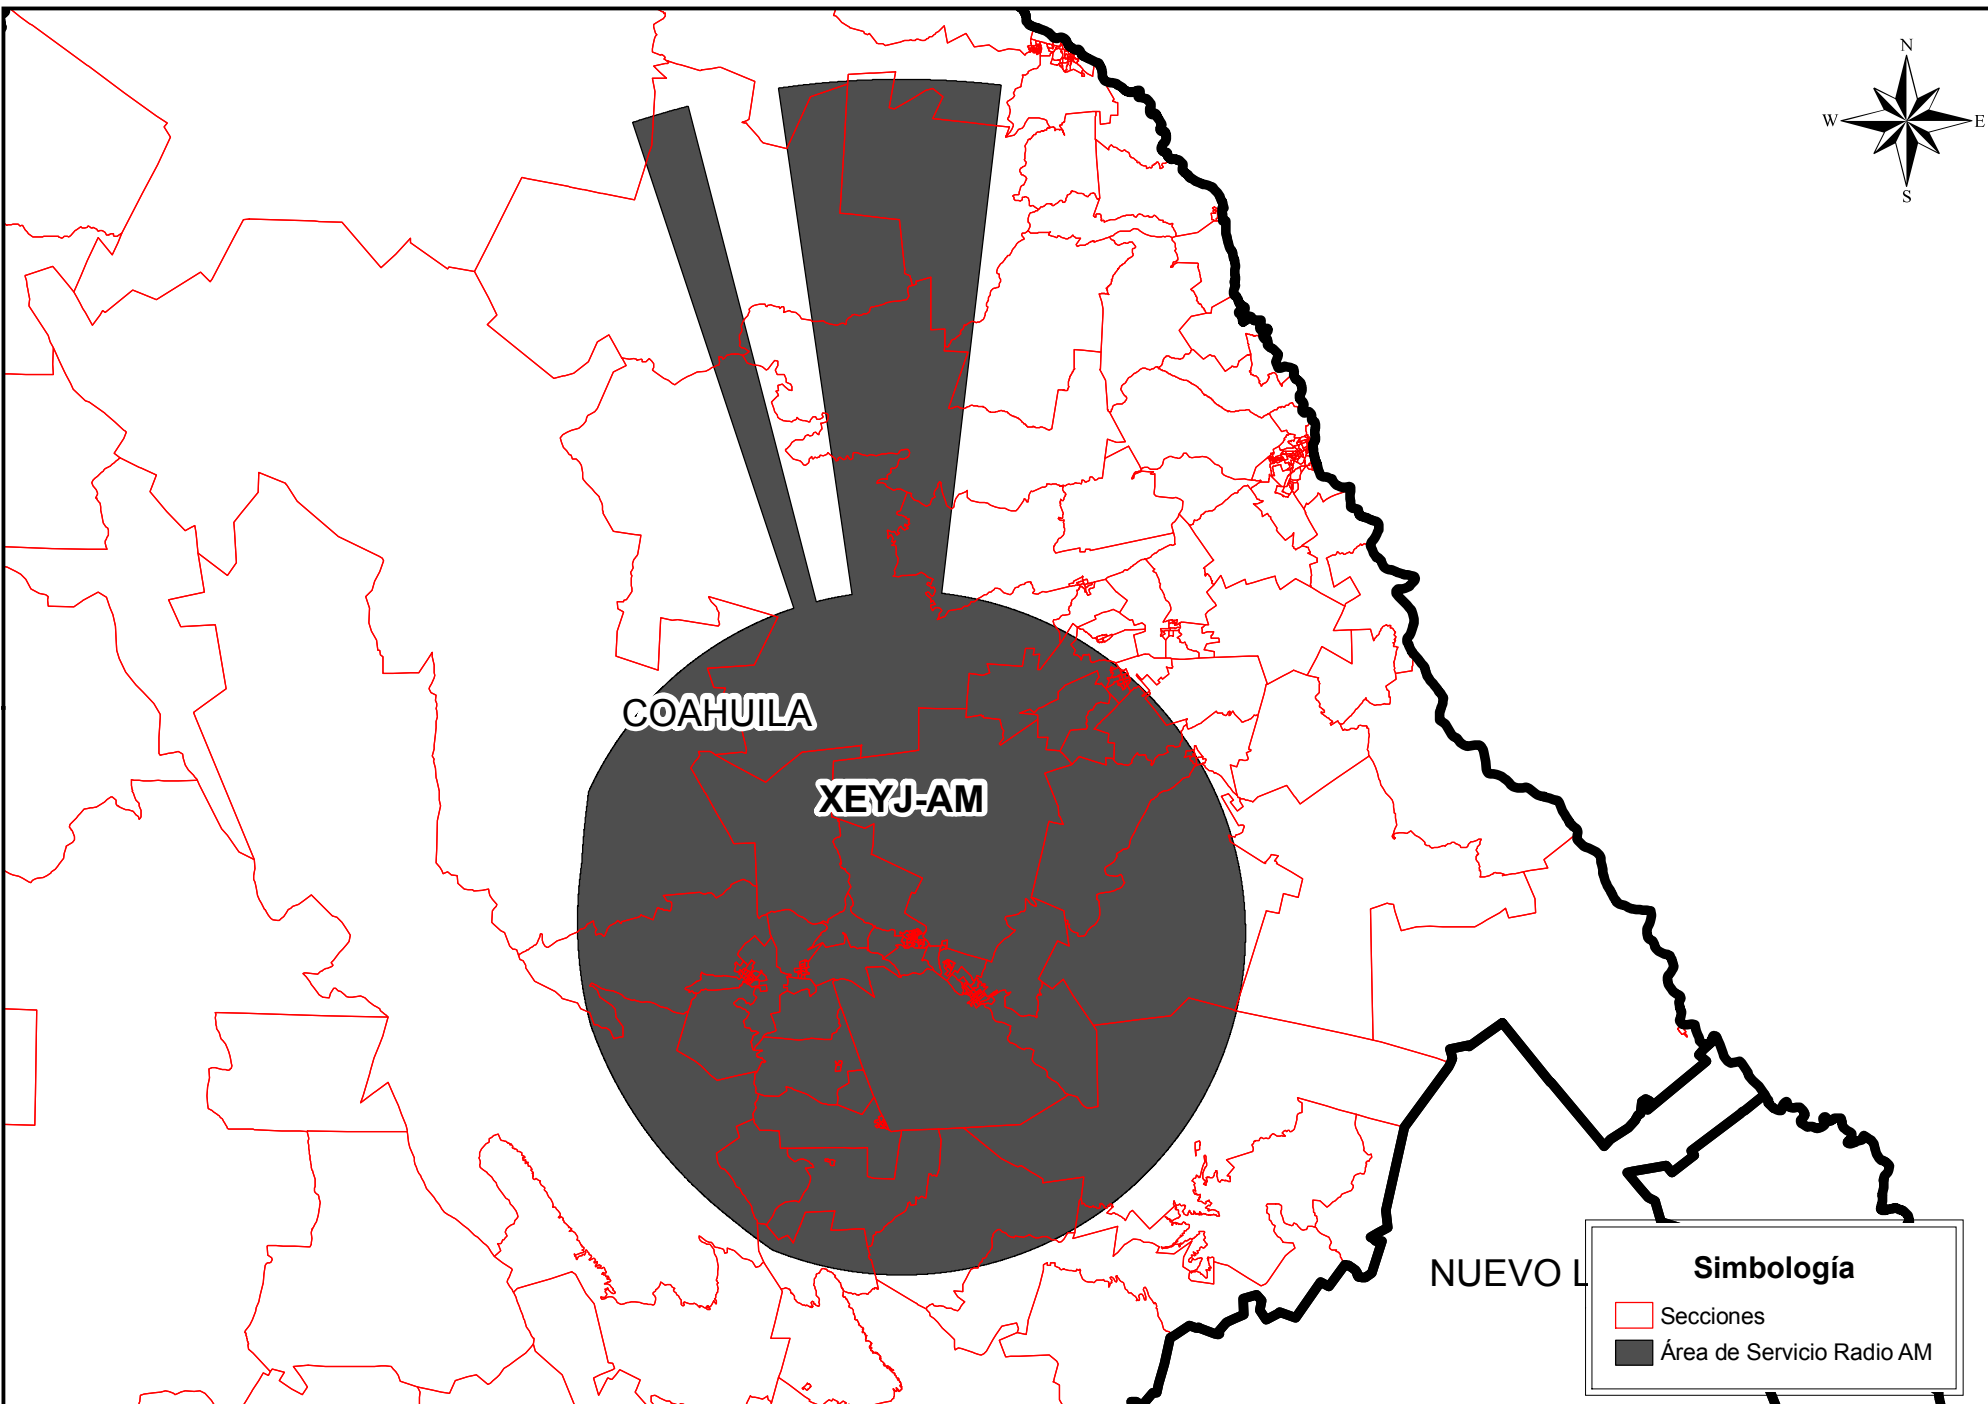 N
W E
S
COAHUILA
XEYJ-AM
NUEVO L
Simbología
Secciones
Área de Servicio Radio AM